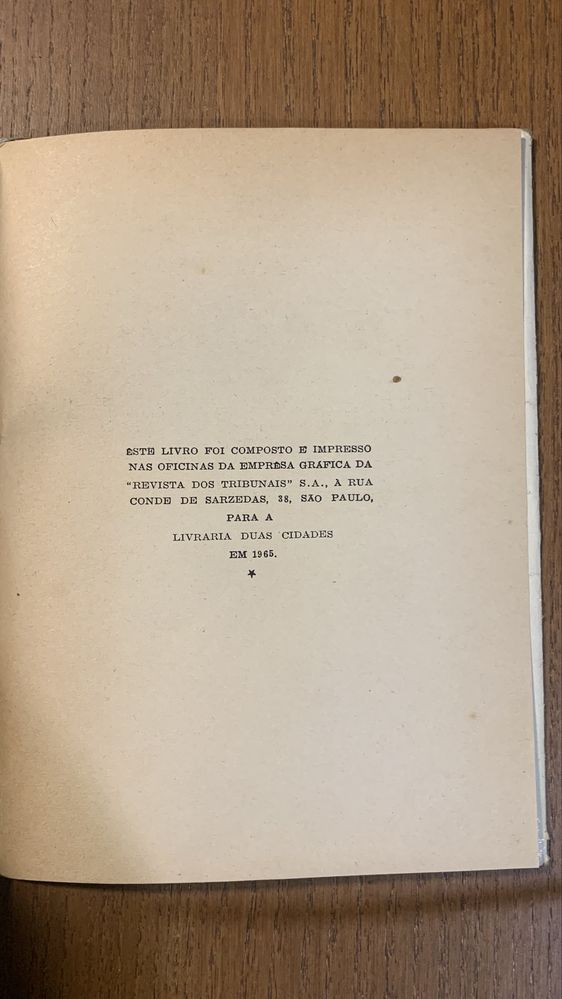 ÊSTE LIVRO FOI COMPOSTO E IMPRESSO
NAS OFICINAS DA EMPRÊSA GRÁFICA DA
"REVISTA DOS TRIBUNAIS" S.A., À RUA
CONDE DE SARZEDAS, 38, SÃO PAULO,
PARA A
LIVRARIA DUAS CIDADES
EM 1965.
★